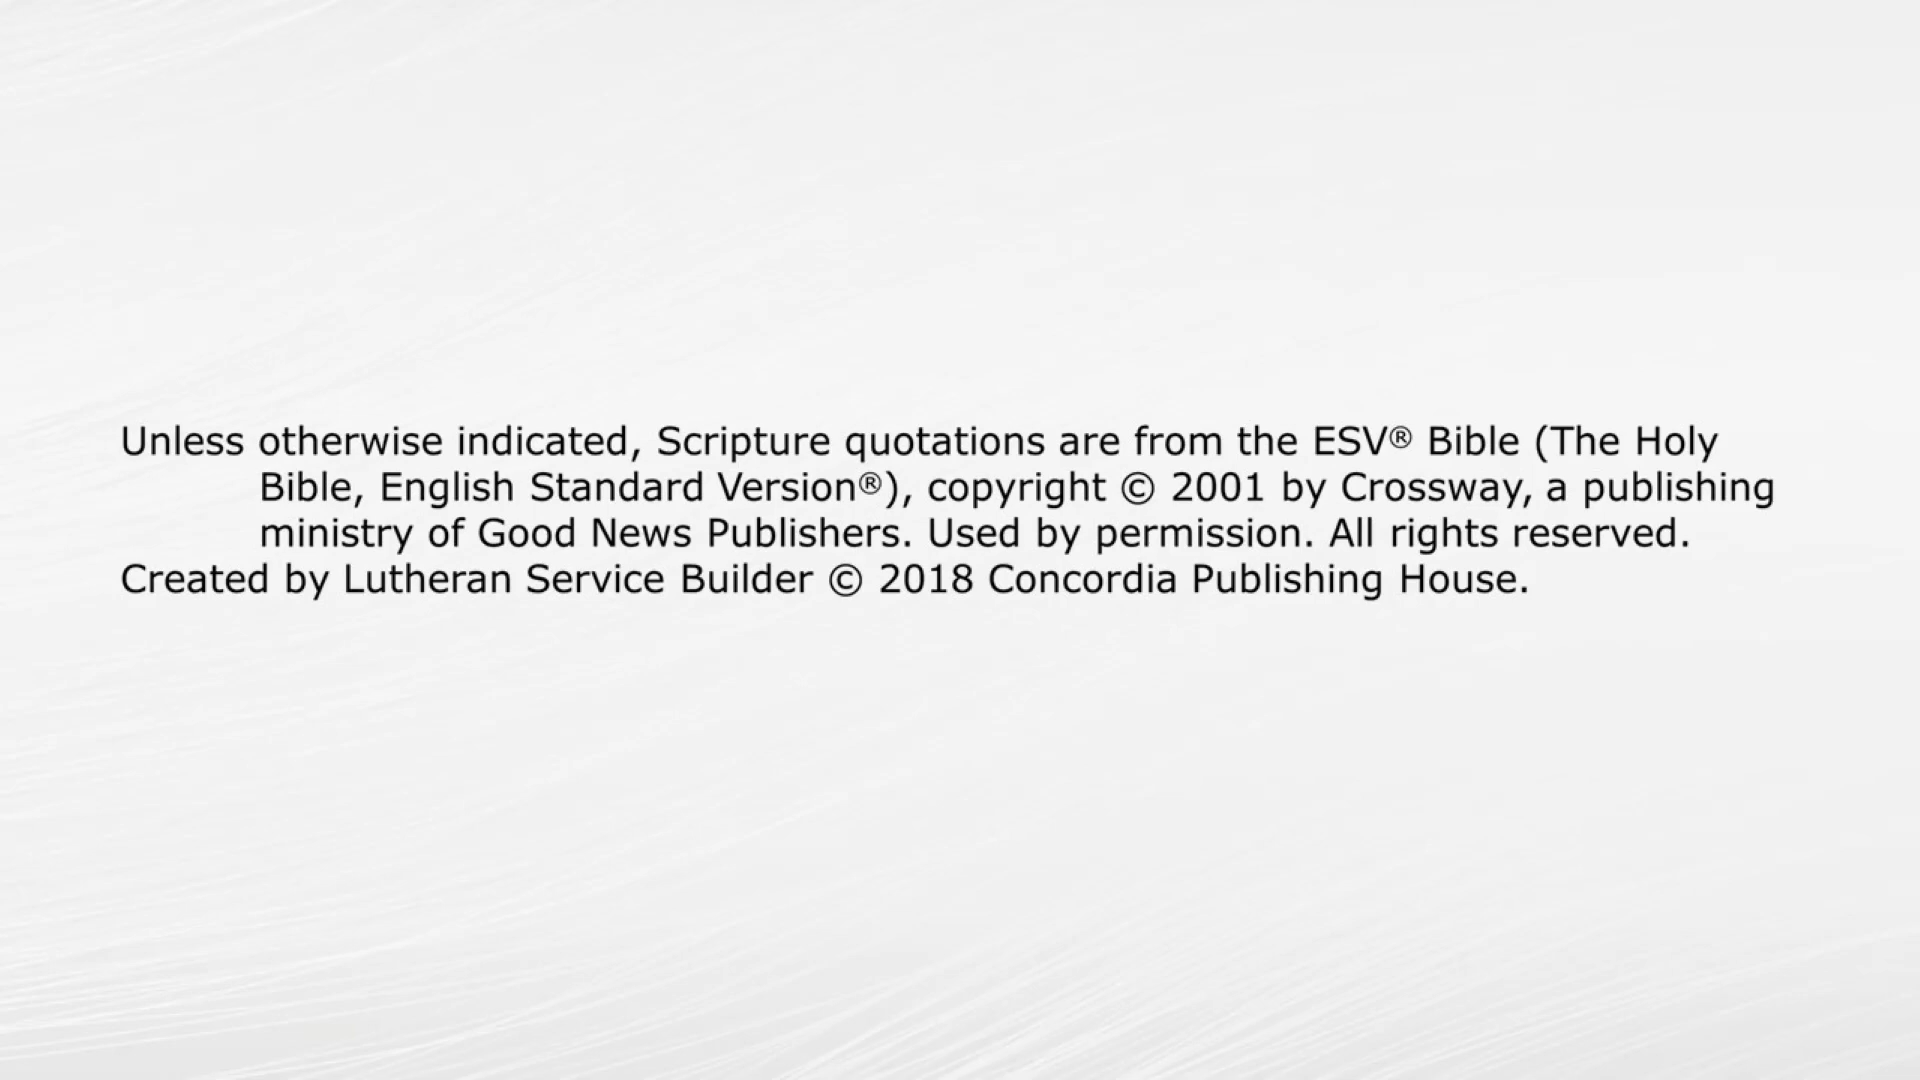 Unless otherwise indicated, Scripture quotations are from the ESV® Bible (The Holy
Bible, English Standard Version®), copyright © 2001 by Crossway, a publishing
ministry of Good News Publishers. Used by permission. All rights reserved.
Created by Lutheran Service Builder © 2018 Concordia Publishing House.